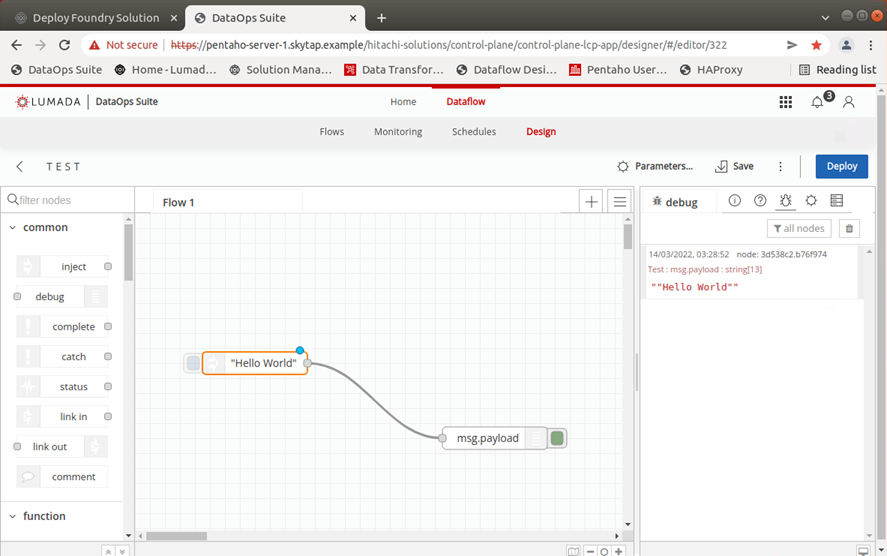 Deploy Foundry Solution
DataOps Suite
Not secure https://pentaho-server-1.skytap.example/hitachi-solutions/control-plane/control-plane-lcp-app/designer/#/editor/322
DataOps Suite Home - Lumad... Solution Mana... Data Transfor... Dataflow Desi... Pentaho User... HAProxy Reading list
LUMADA DataOps Suite Home Dataflow 3
Flows Monitoring Schedules Design
TEST Parameters... Save Deploy
filter nodes
Flow 1
debug
common
all nodes
inject
debug
complete
catch
status
link in
link out
comment
function
"Hello World"
msg.payload
14/03/2022, 03:28:52 node: 3d538c2.b76f974
Test : msg.payload : string[13]
""Hello World""